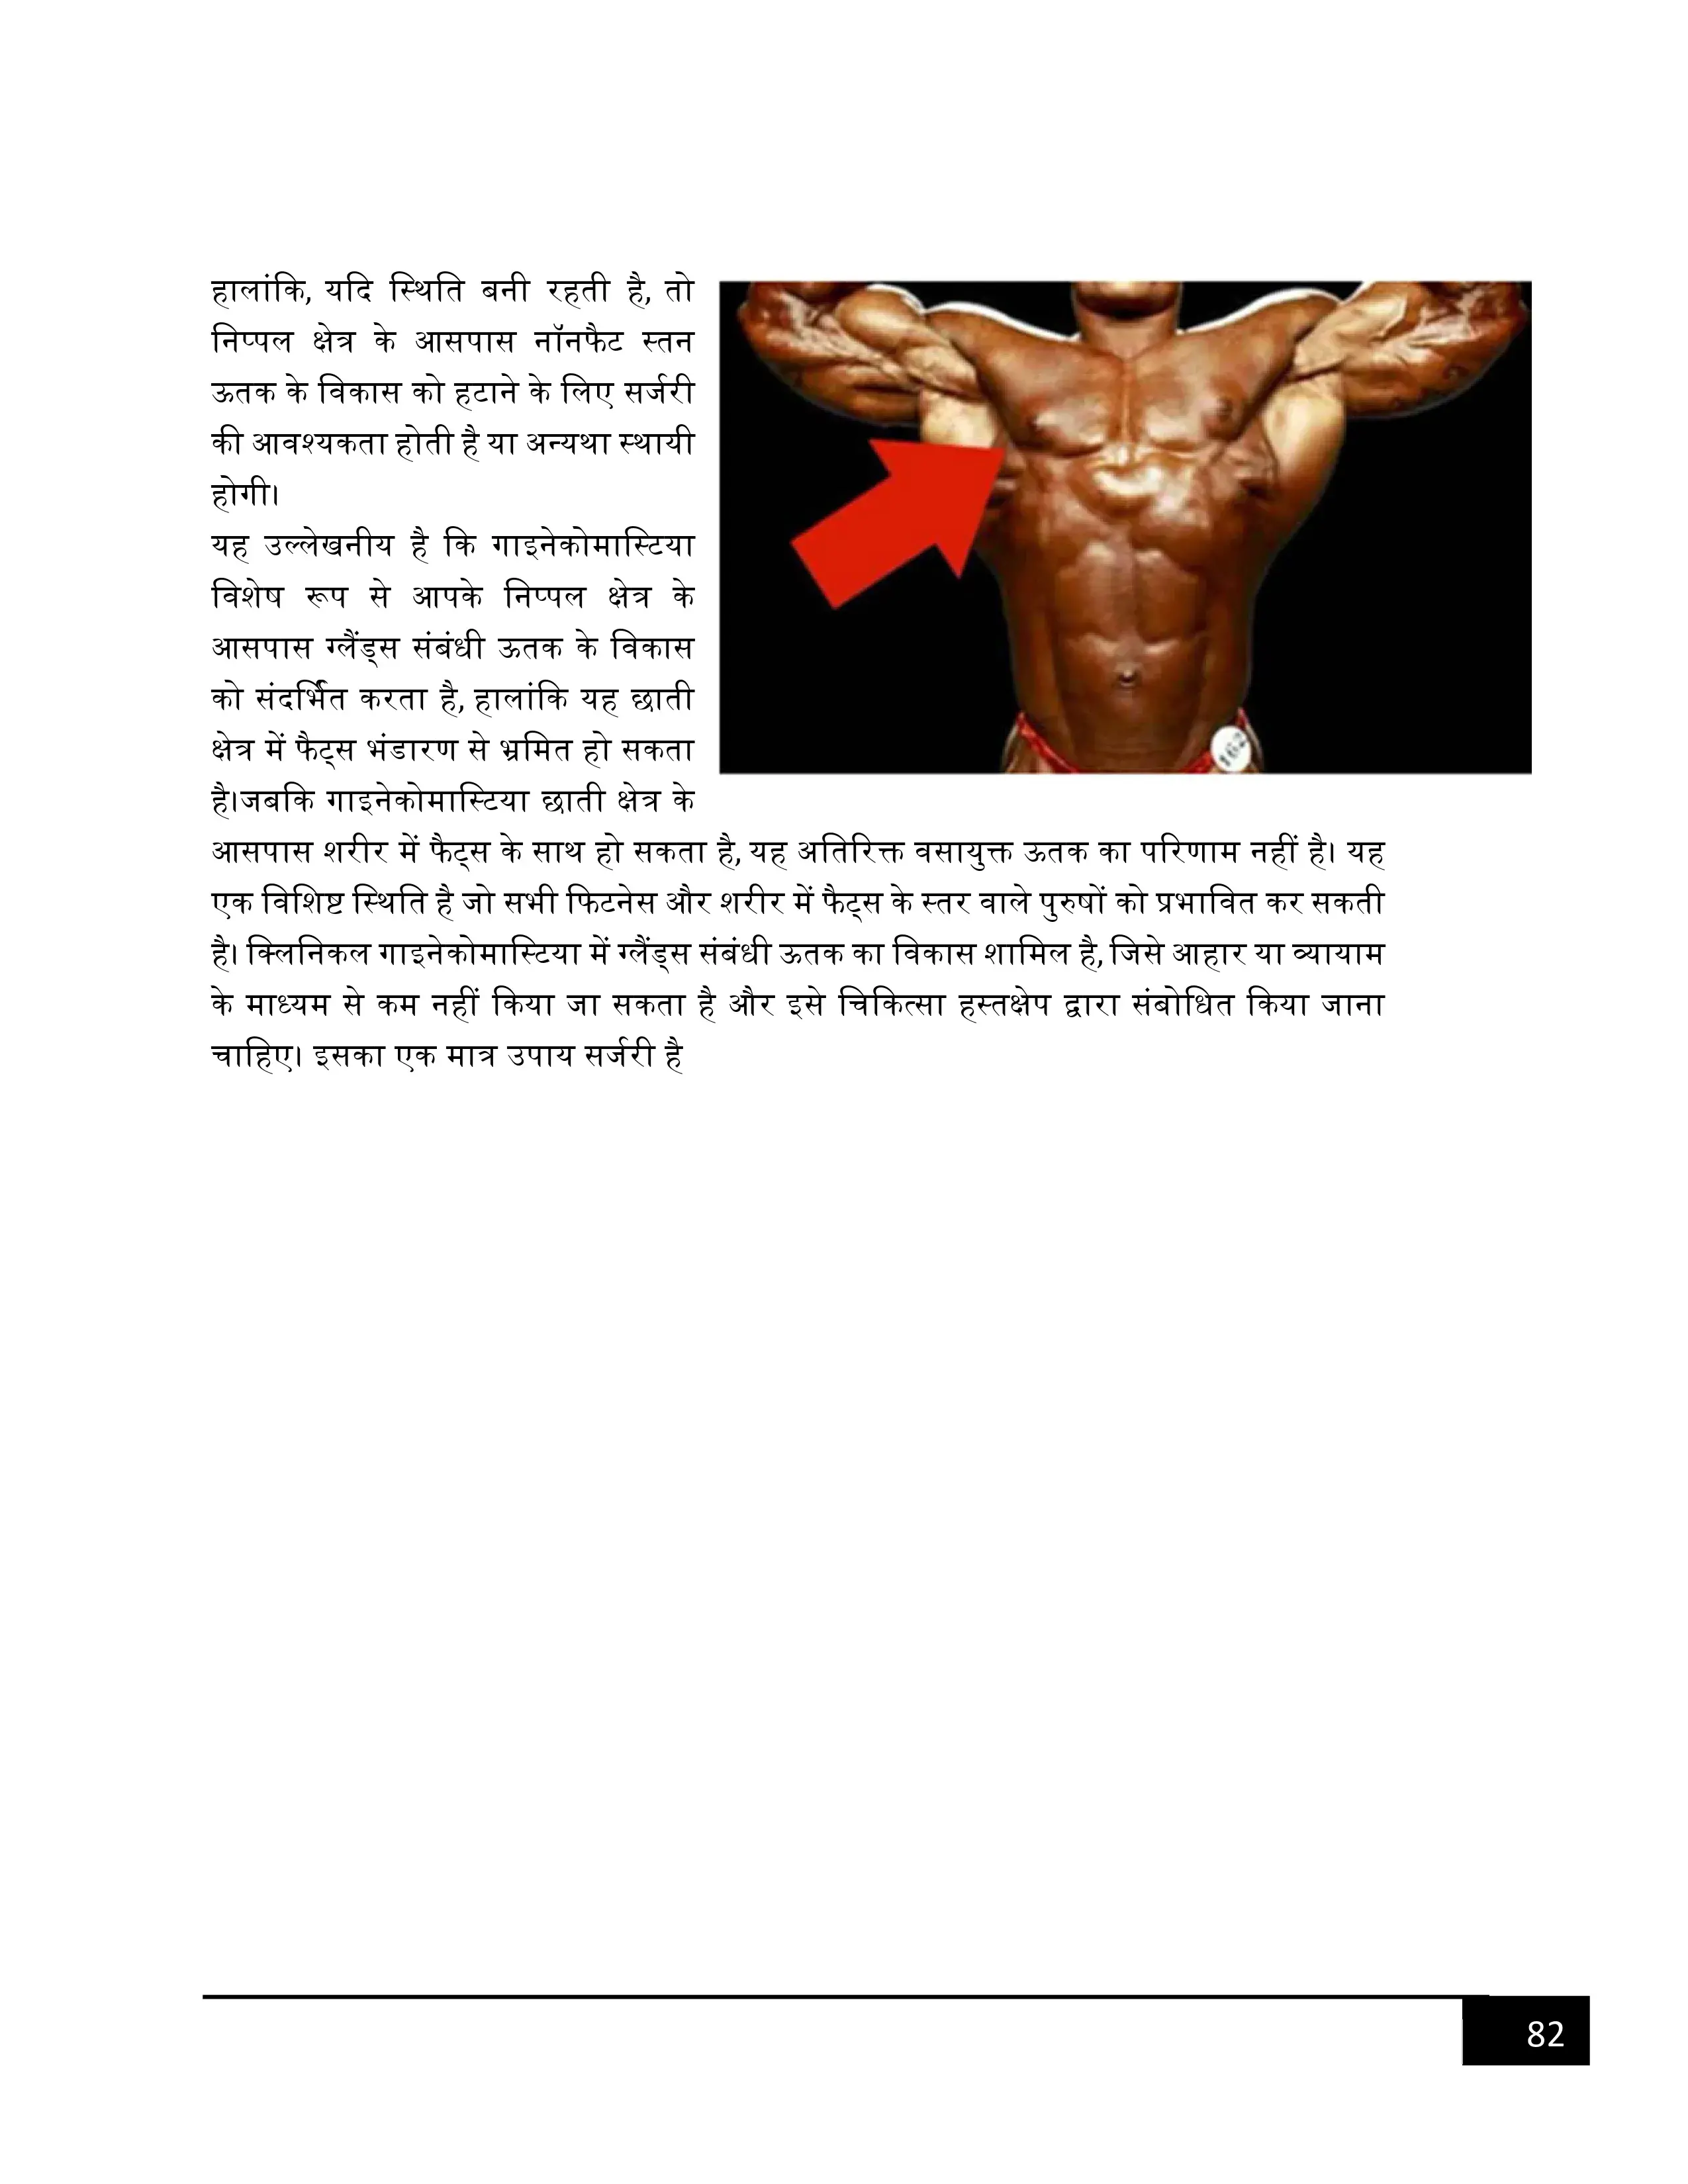 हालांकि, यदि स्थिति बनी रहती है, तो
निप्पल क्षेत्र के आसपास नॉनफैट स्तन
ऊतक के विकास को हटाने के लिए सर्जरी
की आवश्यकता होती है या अन्यथा स्थायी
होगी।
यह उल्लेखनीय है कि गाइनेकोमास्टिया
विशेष रूप से आपके निप्पल क्षेत्र के
आसपास ग्लैंड्स संबंधी ऊतक के विकास
को संदर्भित करता है, हालांकि यह छाती
क्षेत्र में फैट्स भंडारण से भ्रमित हो सकता
है।जबकि गाइनेकोमास्टिया छाती क्षेत्र के
आसपास शरीर में फैट्स के साथ हो सकता है, यह अतिरिक्त वसायुक्त ऊतक का परिणाम नहीं है। यह
एक विशिष्ट स्थिति है जो सभी फिटनेस और शरीर में फैट्स के स्तर वाले पुरुषों को प्रभावित कर सकती
है। क्लिनिकल गाइनेकोमास्टिया में ग्लैंड्स संबंधी ऊतक का विकास शामिल है, जिसे आहार या व्यायाम
के माध्यम से कम नहीं किया जा सकता है और इसे चिकित्सा हस्तक्षेप द्वारा संबोधित किया जाना
चाहिए। इसका एक मात्र उपाय सर्जरी है
162
82